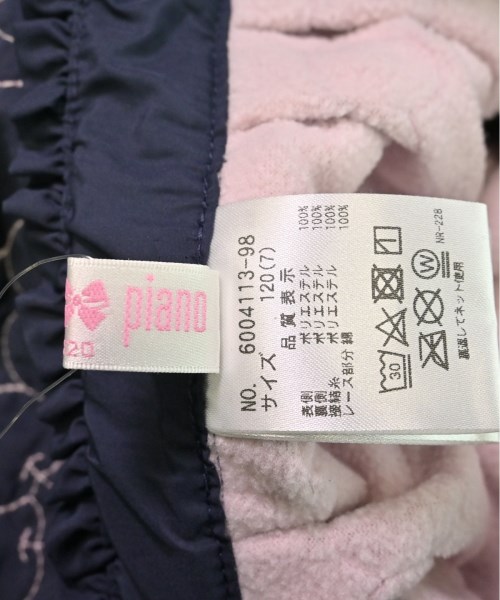 piano
120
NO. 6004113-98
サイズ 120(7)
品質表示
表側 ポリエステル 100%
裏側 ポリエステル 100%
接結糸 ポリエステル 100%
レース部分 綿 100%
30
W
裏返してネット使用
NR-228